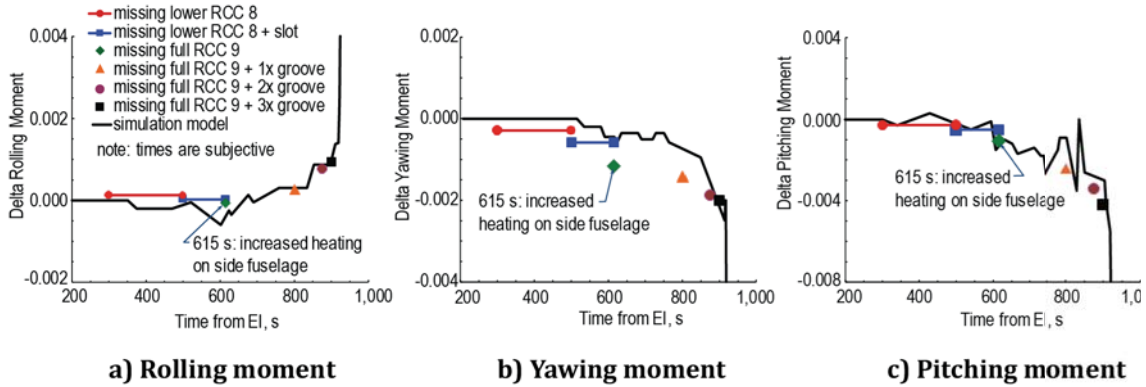 0.004
0.002
0.000
-0.002
Delta Rolling Moment
missing lower RCC 8
missing lower RCC 8 + slot
missing full RCC 9
missing full RCC 9 + 1x groove
missing full RCC 9 + 2x groove
missing full RCC 9 + 3x groove
simulation model
note: times are subjective
615 s: increased heating
on side fuselage
200 400 600 800 1,000
Time from EI, s
a) Rolling moment
0.002
0.000
-0.002
-0.004
Delta Yawing Moment
615 s: increased
heating on side fuselage
200 400 600 800 1,000
Time from EI, s
b) Yawing moment
0.004
0.000
-0.004
-0.008
Delta Pitching Moment
615 s: increased
heating on side fuselage
200 400 600 800 1,000
Time from EI, s
c) Pitching moment